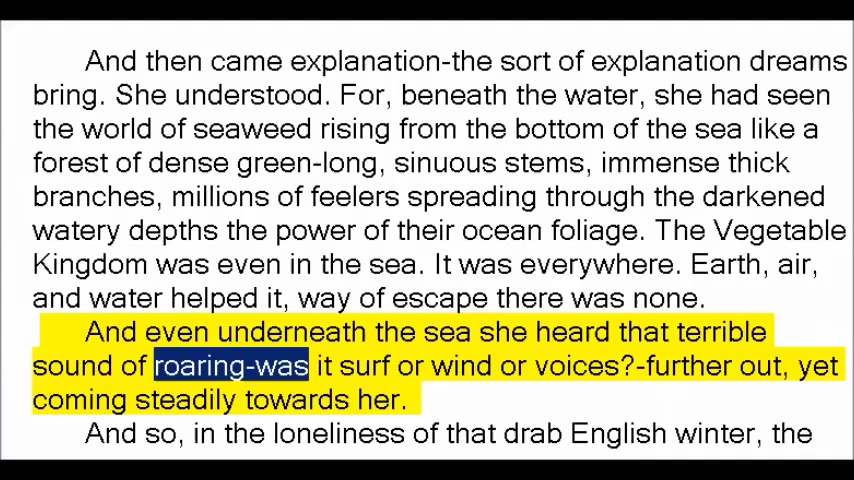 And then came explanation-the sort of explanation dreams
bring. She understood. For, beneath the water, she had seen
the world of seaweed rising from the bottom of the sea like a
forest of dense green-long, sinuous stems, immense thick
branches, millions of feelers spreading through the darkened
watery depths the power of their ocean foliage. The Vegetable
Kingdom was even in the sea. It was everywhere. Earth, air,
and water helped it, way of escape there was none.
And even underneath the sea she heard that terrible
sound of roaring-was it surf or wind or voices?-further out, yet
coming steadily towards her.
And so, in the loneliness of that drab English winter, the